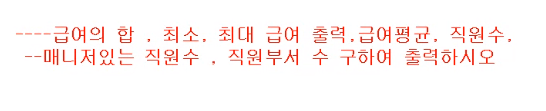 ----급여의 합 , 최소, 최대 급여 출력,급여평균, 직원수,
--매니저있는 직원수 , 직원부서 수 구하여 출력하시오